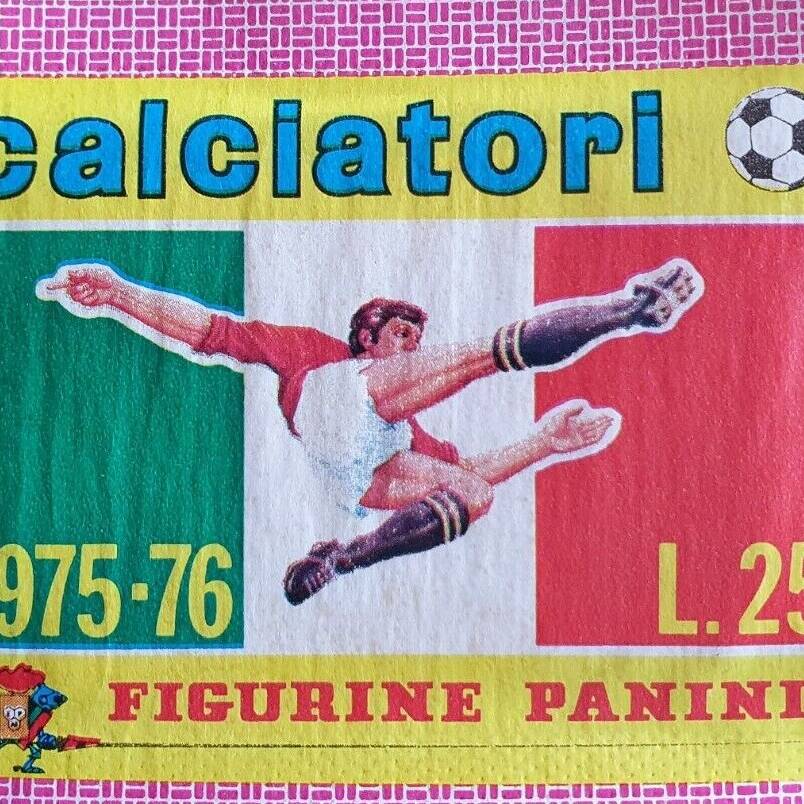 calciatori
975-76 L. 25
FIGURINE PANINI